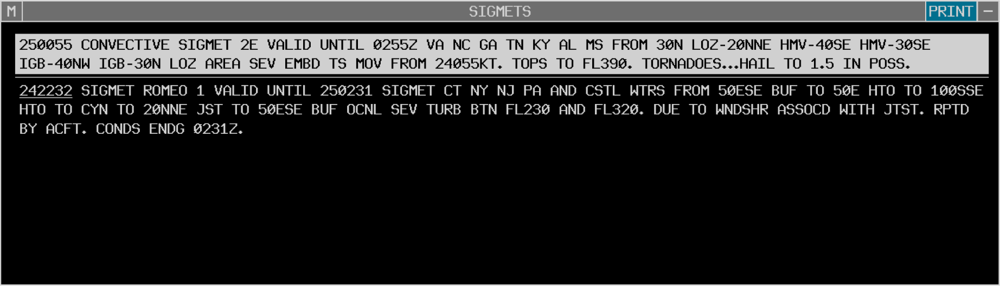 M SIGMETS PRINT —
250055 CONVECTIVE SIGMET 2E VALID UNTIL 0255Z VA NC GA TN KY AL MS FROM 30N LOZ-20NNE HMV-40SE HMV-30SE
IGB-40NW IGB-30N LOZ AREA SEV EMBD TS MOV FROM 24055KT. TOPS TO FL390. TORNADOES...HAIL TO 1.5 IN POSS.
242232 SIGMET ROMEO 1 VALID UNTIL 250231 SIGMET CT NY NJ PA AND CSTL WTRS FROM 50ESE BUF TO 50E HTO TO 100SSE
HTO TO CYN TO 20NNE JST TO 50ESE BUF OCNL SEV TURB BTN FL230 AND FL320. DUE TO WNDSHR ASSOCD WITH JTST. RPTD
BY ACFT. CONDS ENDG 0231Z.